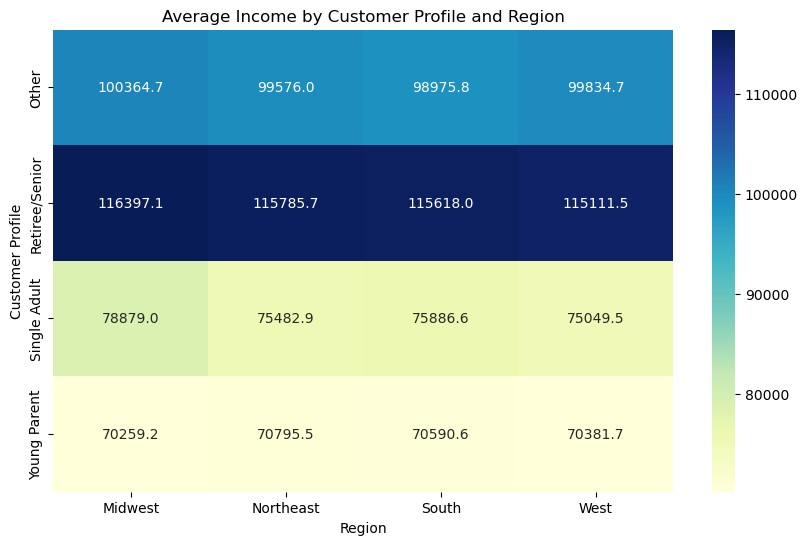 Average Income by Customer Profile and Region
Customer Profile
Other
100364.7 99576.0 98975.8 99834.7
Retiree/Senior
116397.1 115785.7 115618.0 115111.5
Single Adult
78879.0 75482.9 75886.6 75049.5
Young Parent
70259.2 70795.5 70590.6 70381.7
Midwest Northeast South West
Region
110000
100000
90000
80000